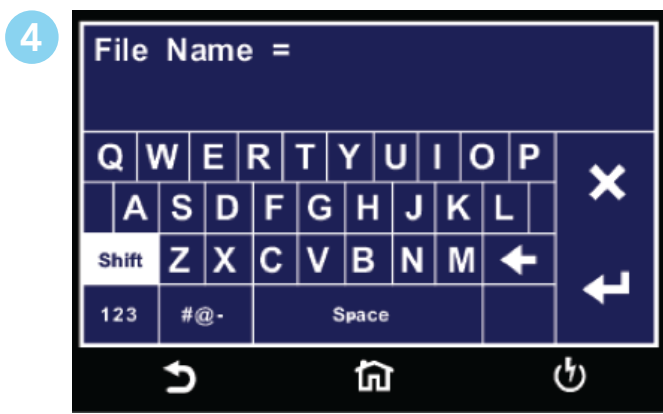 4
File Name =
Q W E R T Y U I O P
A S D F G H J K L
Shift Z X C V B N M
123 #@- Space